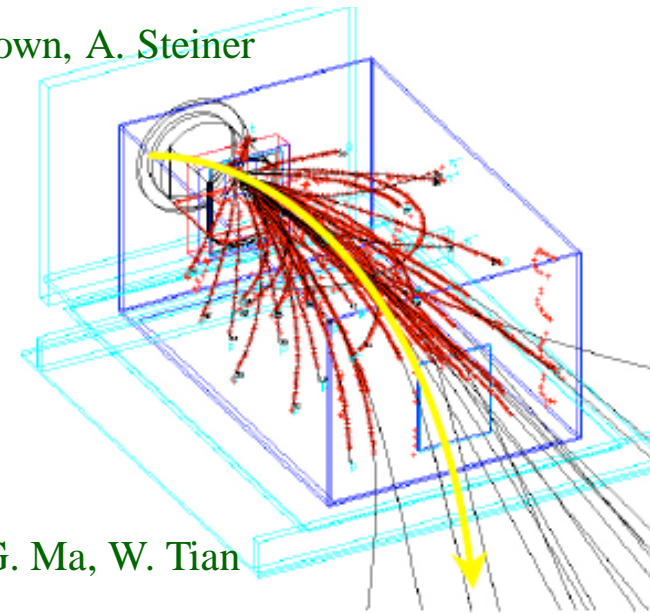 own, A. Steiner
G. Ma, W. Tian